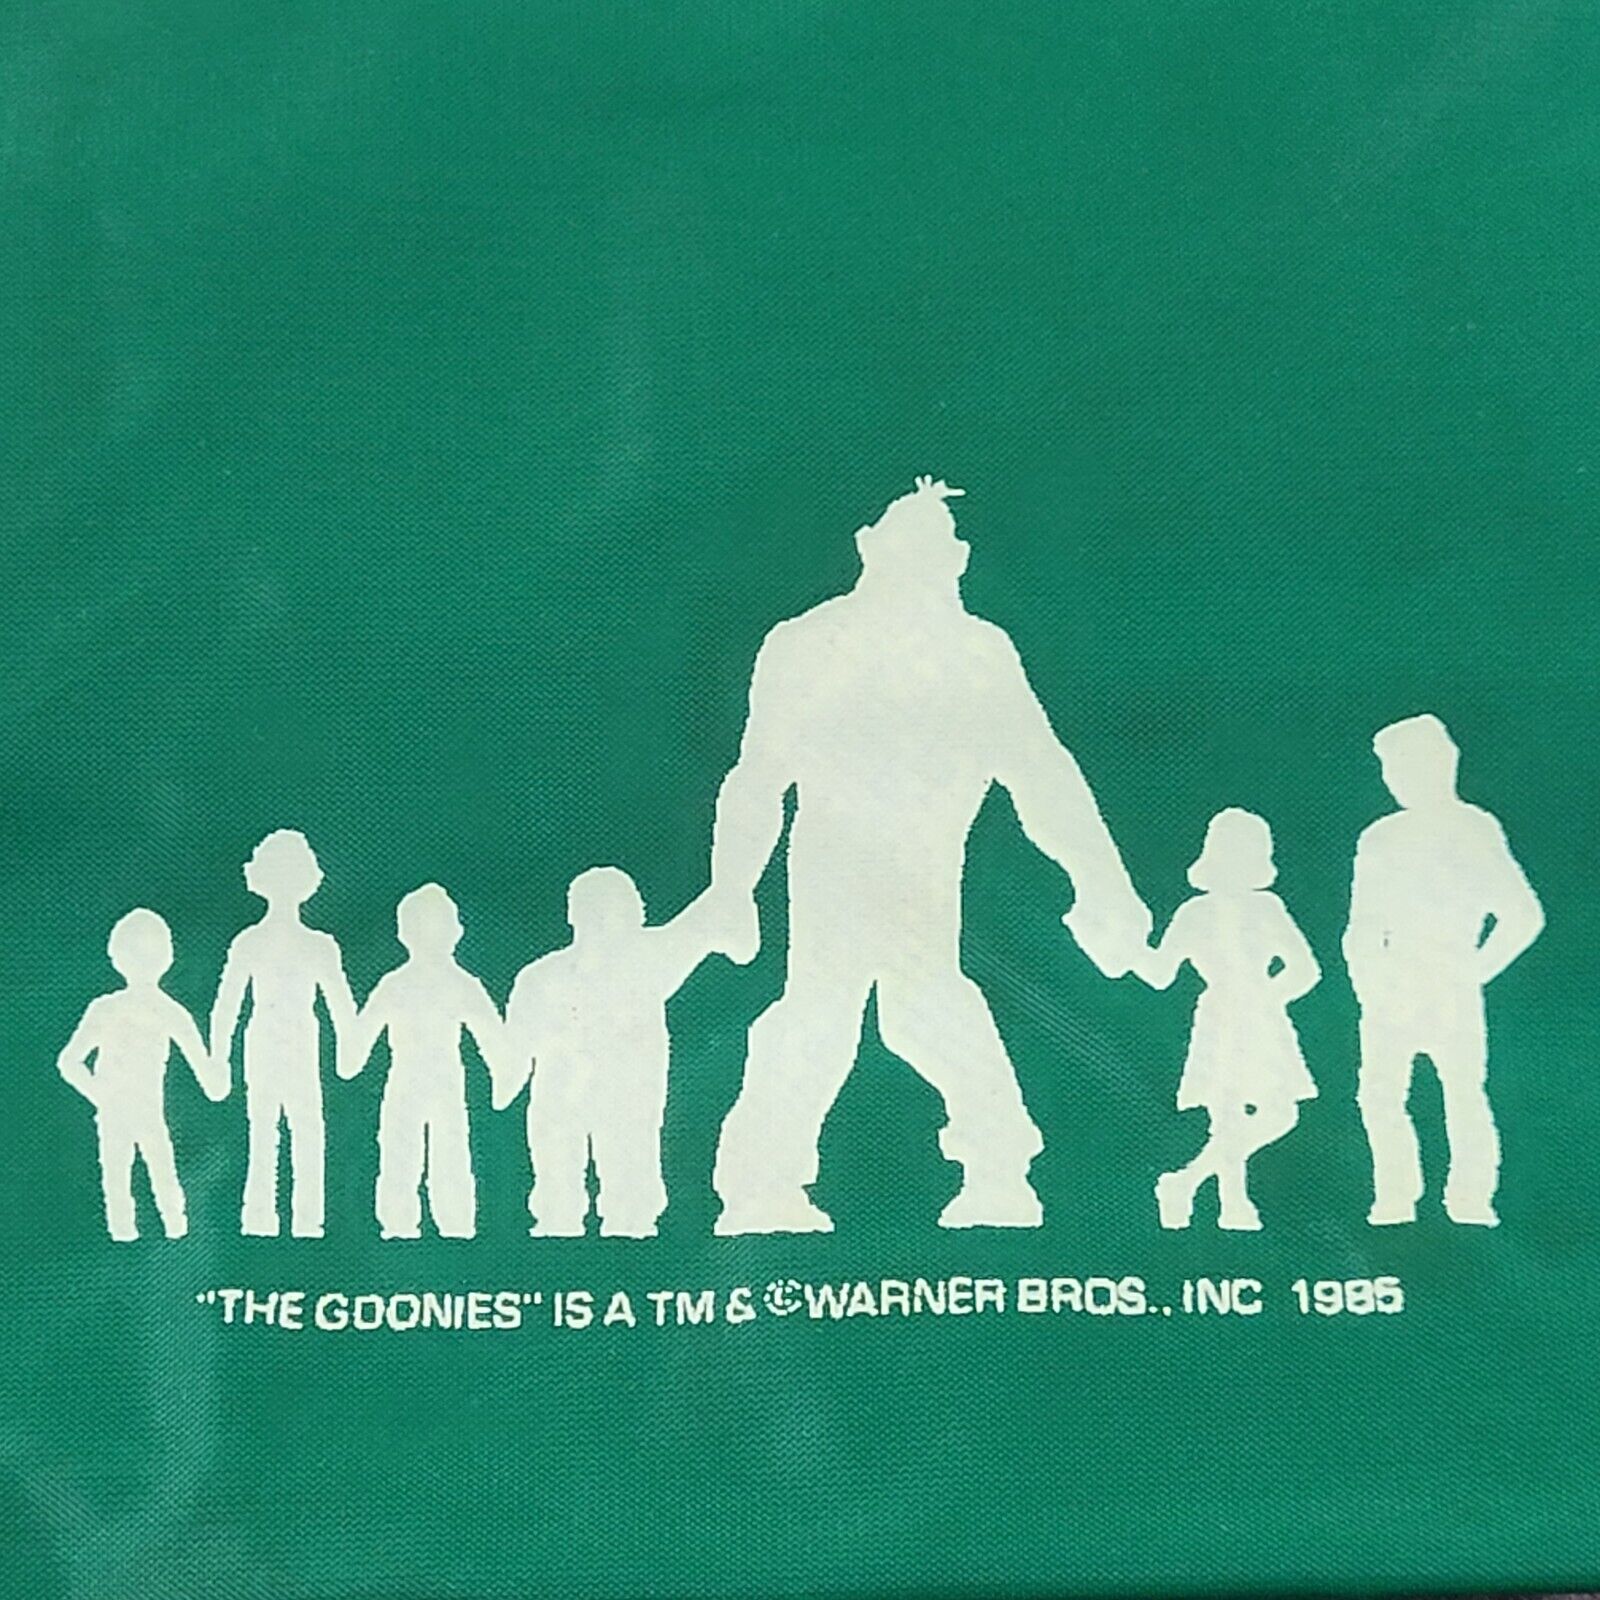 "THE GOONIES" IS A TM & © WARNER BROS., INC 1985